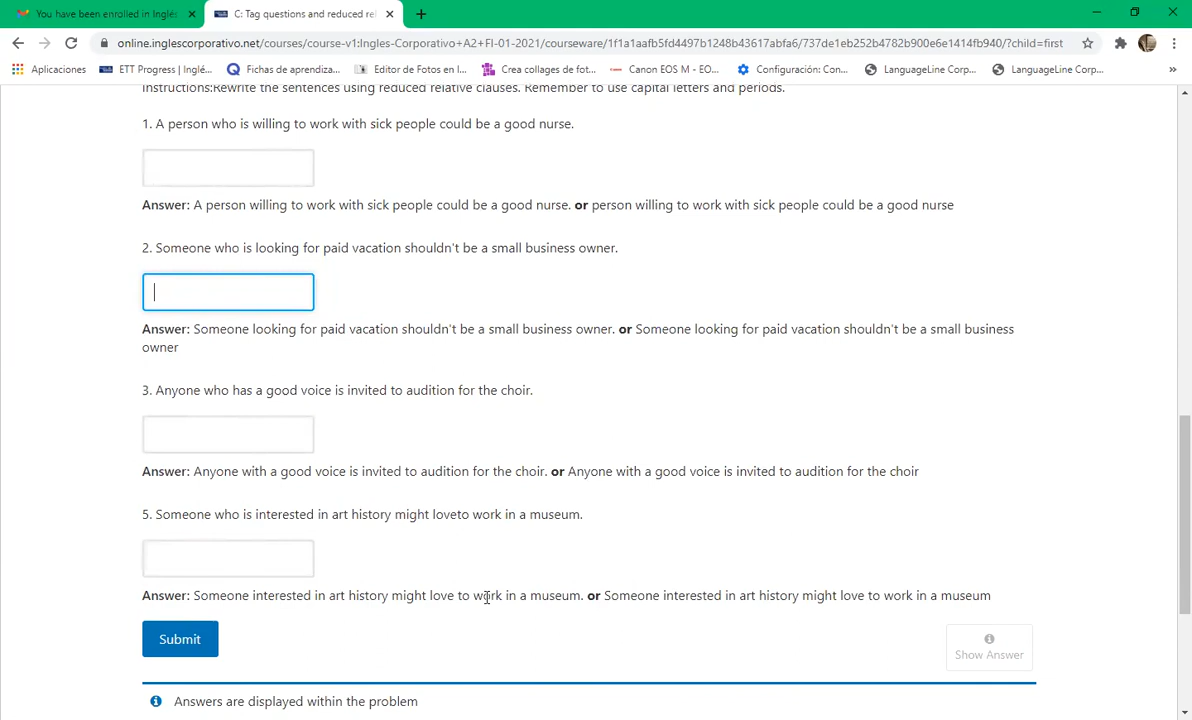 You have been enrolled in Inglés
C: Tag questions and reduced rel
online.inglescorporativo.net/courses/course-v1:Ingles-Corporativo+A2+FI-01-2021/courseware/1f1a1aafb5fd4497b1248b43617abfa6/737de1eb252b4782b900e6e1414fb940/?child=first
Aplicaciones
ETT Progress | Inglé...
Fichas de aprendiza...
Editor de Fotos en l...
Crea collages de fot...
Canon EOS M - EO...
Configuración: Con...
LanguageLine Corp...
LanguageLine Corp...
Instructions:Rewrite the sentences using reduced relative clauses. Remember to use capital letters and periods.
1. A person who is willing to work with sick people could be a good nurse.
Answer: A person willing to work with sick people could be a good nurse. or person willing to work with sick people could be a good nurse
2. Someone who is looking for paid vacation shouldn't be a small business owner.
Answer: Someone looking for paid vacation shouldn't be a small business owner. or Someone looking for paid vacation shouldn't be a small business
owner
3. Anyone who has a good voice is invited to audition for the choir.
Answer: Anyone with a good voice is invited to audition for the choir. or Anyone with a good voice is invited to audition for the choir
5. Someone who is interested in art history might loveto work in a museum.
Answer: Someone interested in art history might love to work in a museum. or Someone interested in art history might love to work in a museum
Submit
Show Answer
Answers are displayed within the problem